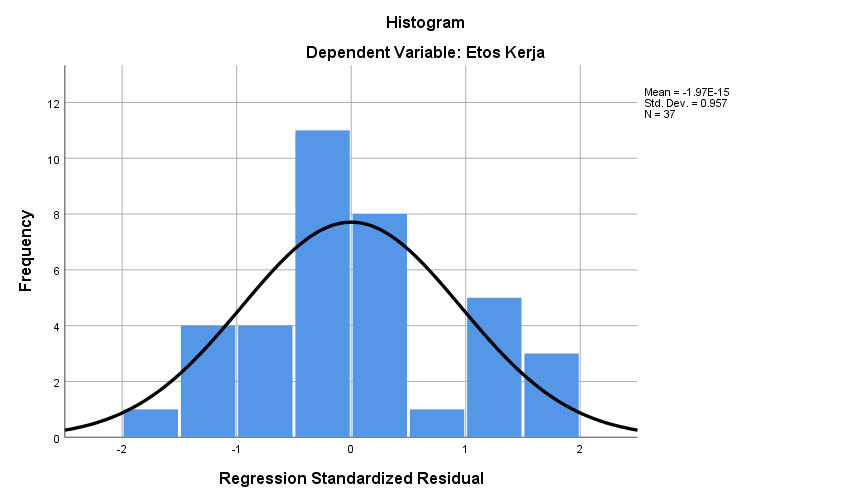 Histogram
Dependent Variable: Etos Kerja
Mean = -1.97E-15
Std. Dev. = 0.957
N = 37
Frequency
12
10
8
6
4
2
0
-2 -1 0 1 2
Regression Standardized Residual